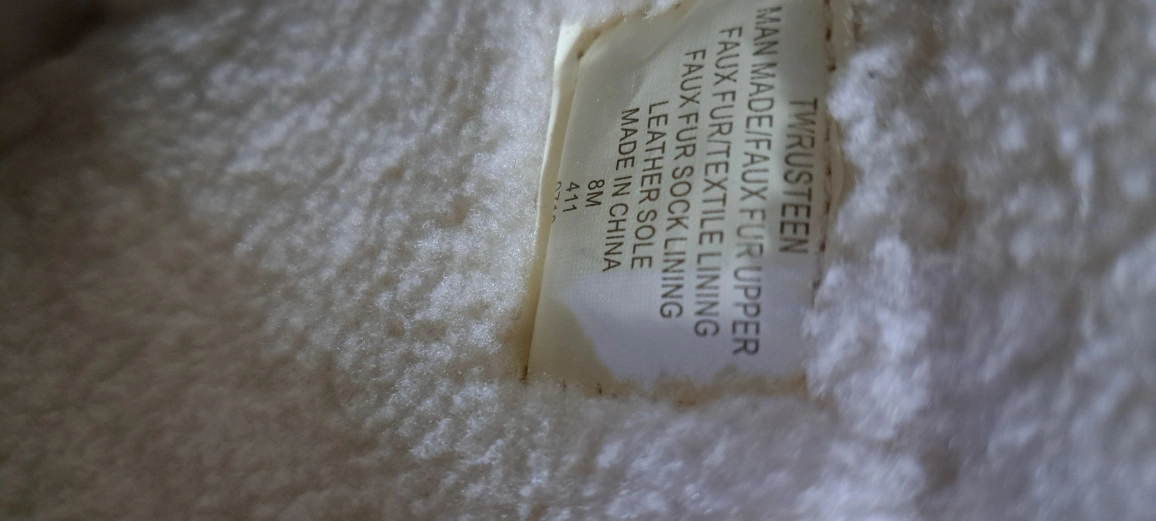 TWRUSTEEN
MAN MADE/FAUX FUR UPPER
FAUX FUR/TEXTILE LINING
FAUX FUR SOCK LINING
LEATHER SOLE
MADE IN CHINA
8M
411